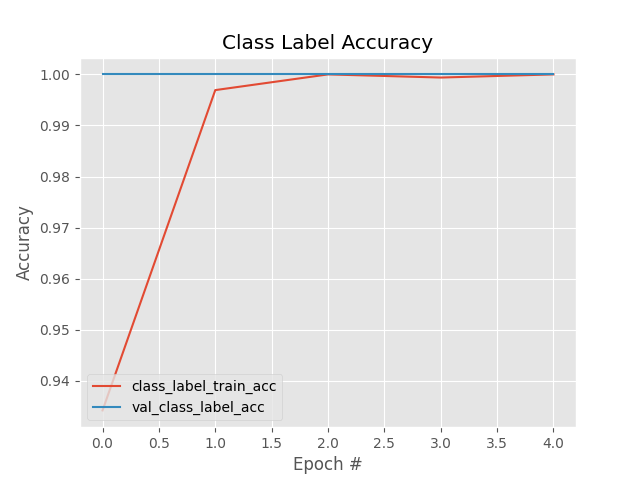 Class Label Accuracy
Accuracy
1.00
0.99
0.98
0.97
0.96
0.95
0.94
class_label_train_acc
val_class_label_acc
0.0 0.5 1.0 1.5 2.0 2.5 3.0 3.5 4.0
Epoch #